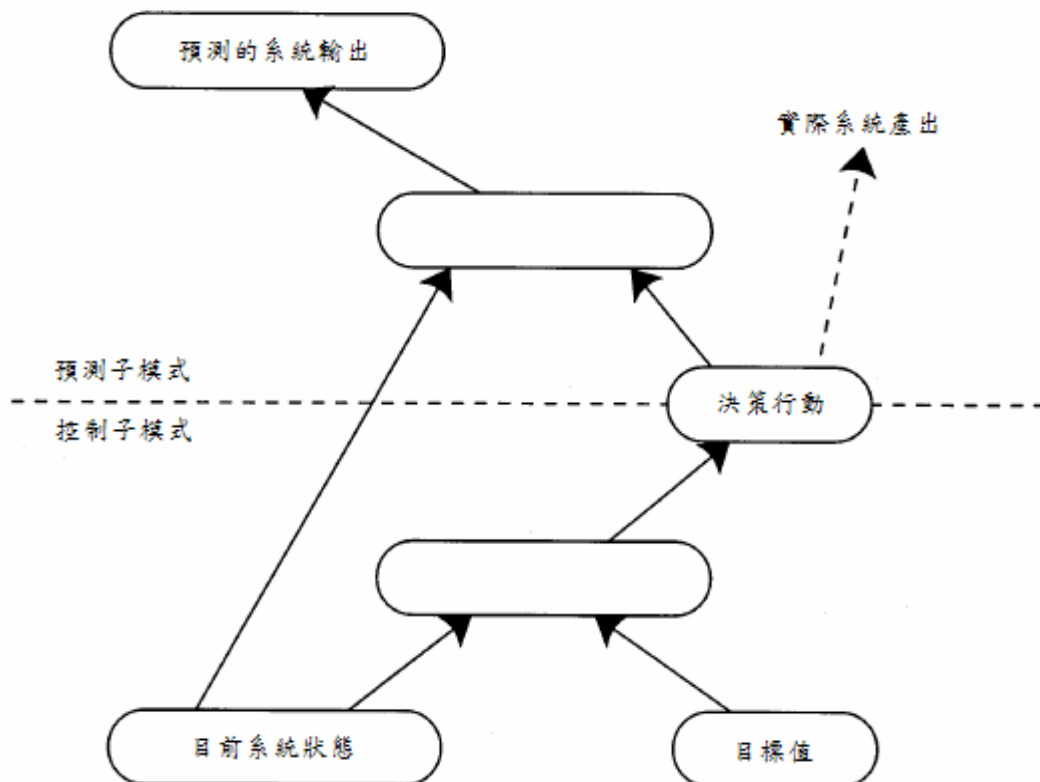 預測的系統輸出
實際系統產出
預測子模式
決策行動
控制子模式
目前系統狀態
目標值